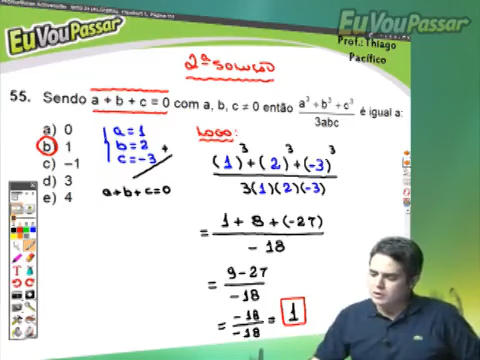 EuVouPassar
EuVouPassar
Prof.: Thiago
Pacífico
2ª SOLUÇÃO
55. Sendo a + b + c = 0 com a, b, c ≠ 0 então (a³ + b³ + c³)/3abc é igual a:
a) 0
b) 1
c) −1
d) 3
e) 4
a = 1
b = 2 +
c = −3
a + b + c = 0
LOGO:
((1)³ + (2)³ + (-3)³)/(3(1)(2)(-3))
= (1 + 8 + (-27))/(-18)
= (9 - 27)/(-18)
= (-18)/(-18) = 1